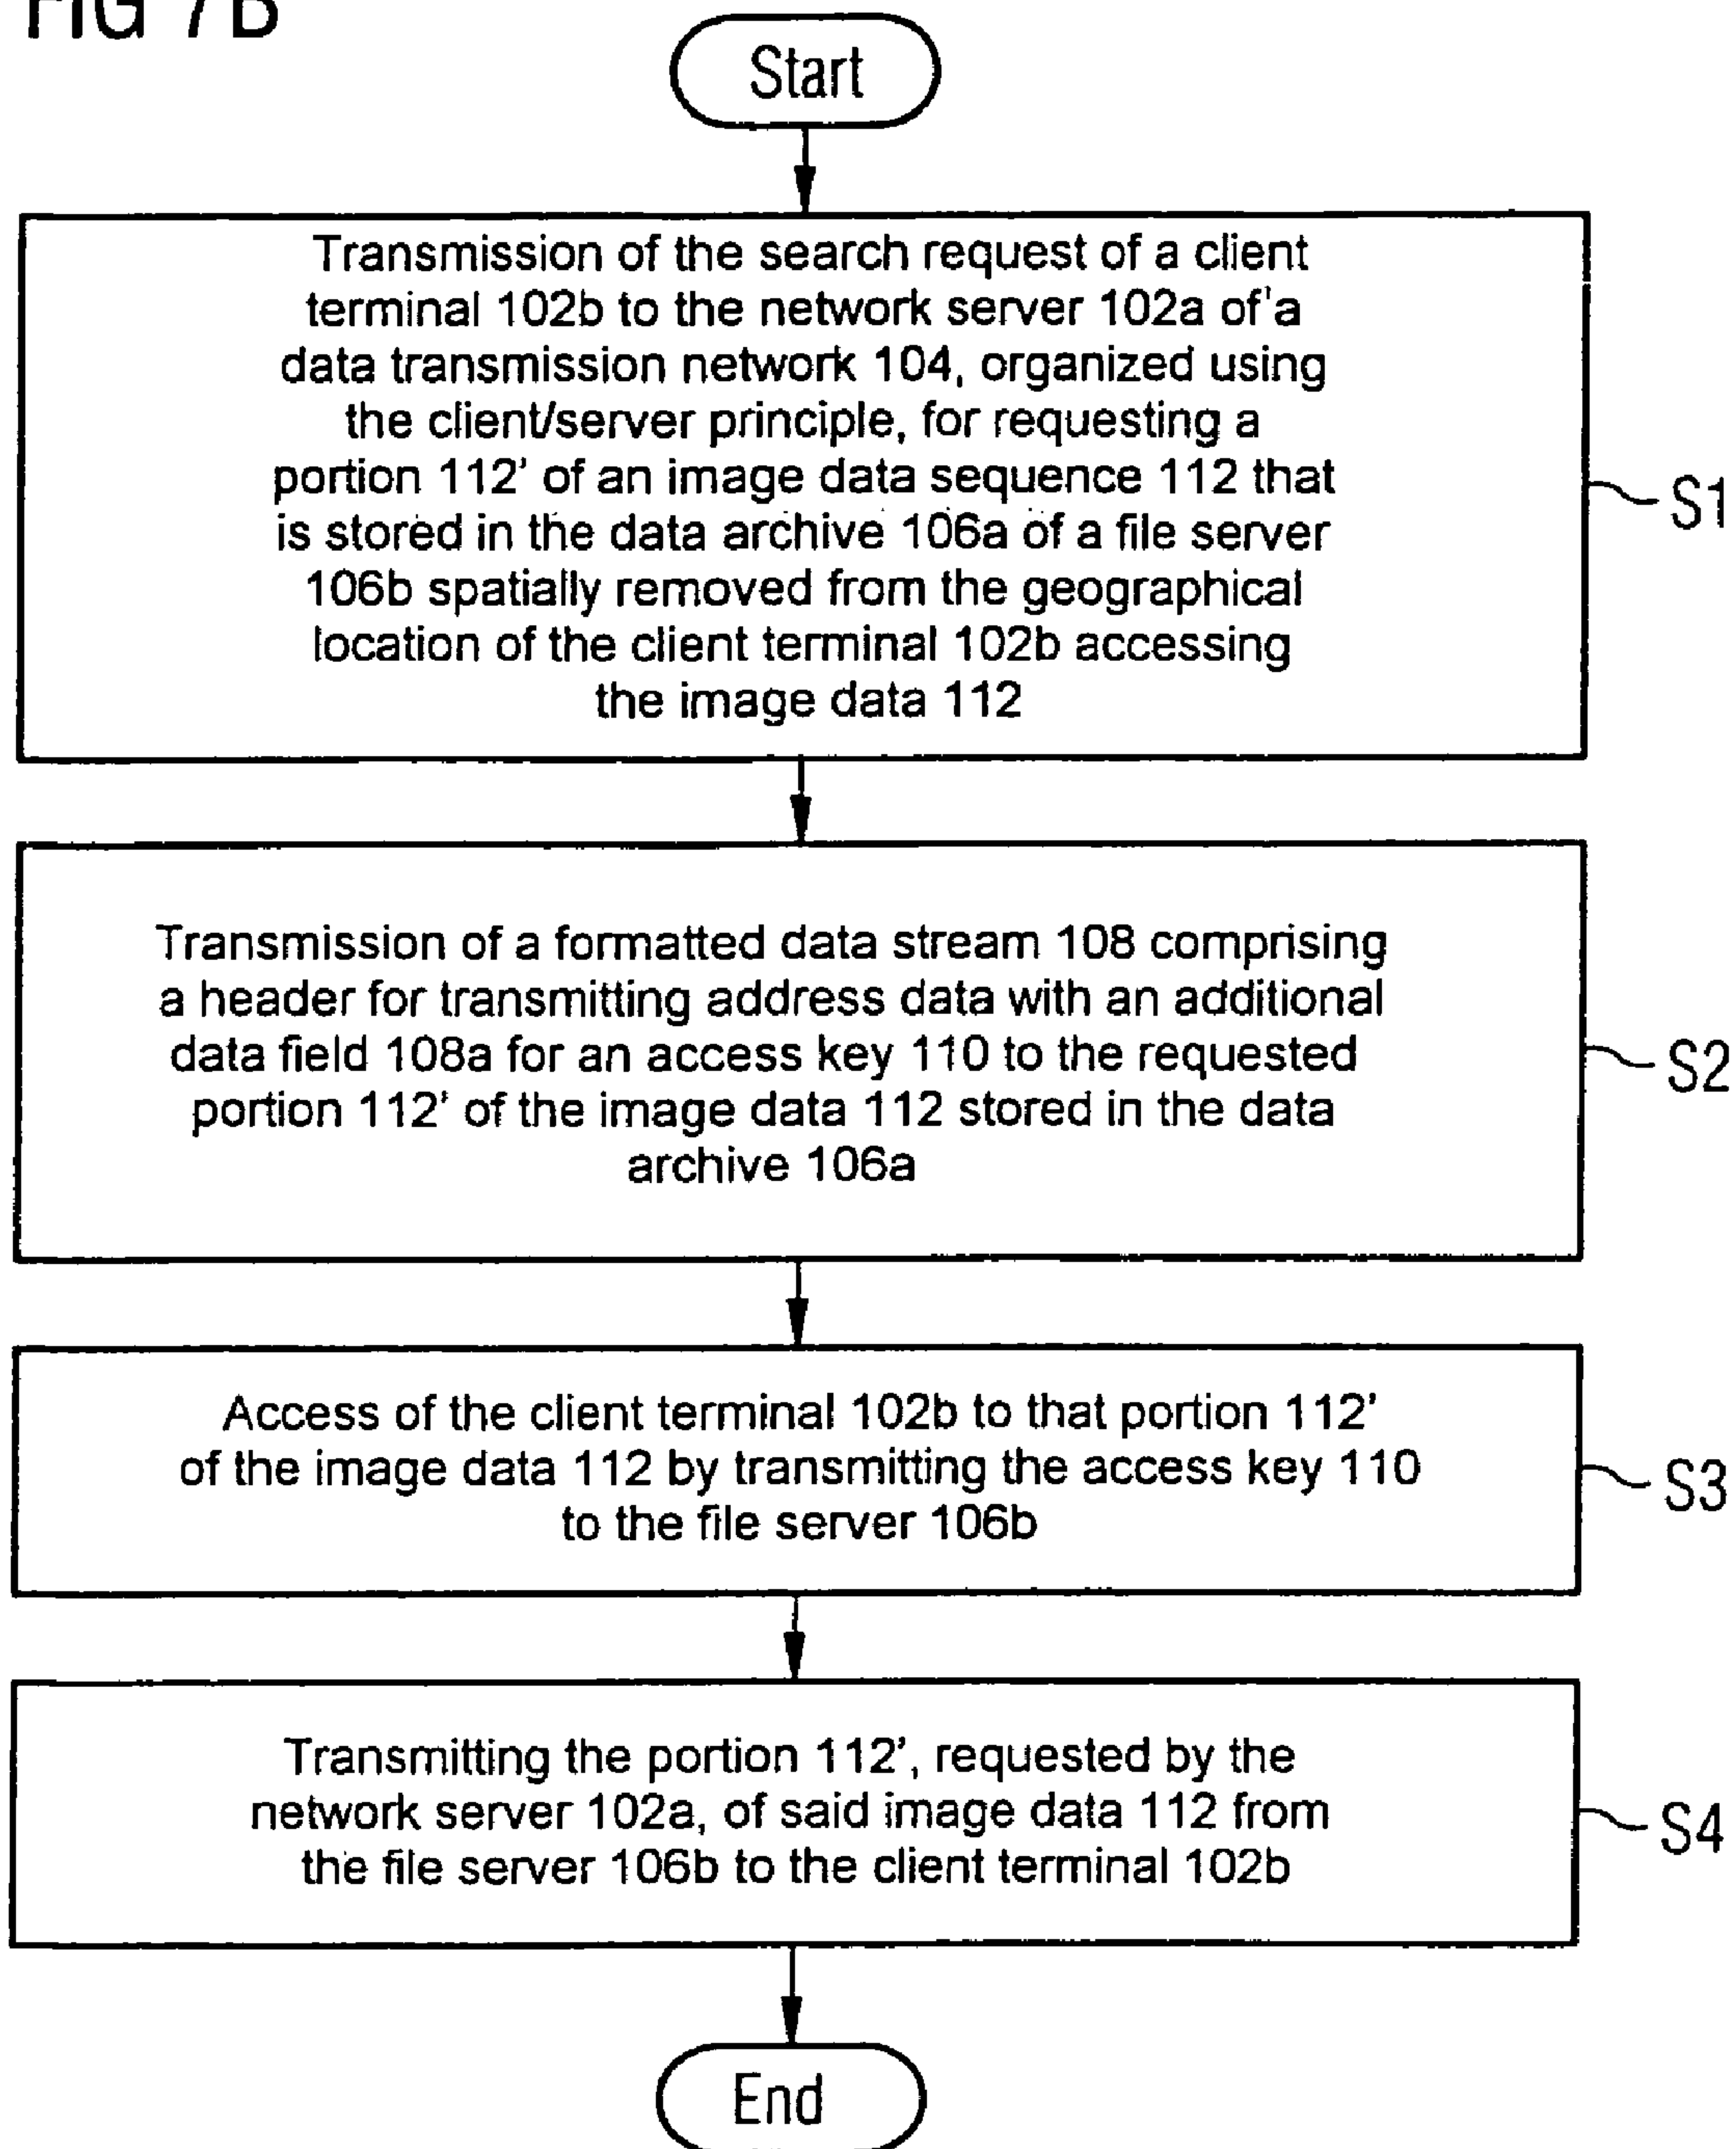 FIG 7B
Start
Transmission of the search request of a client
terminal 102b to the network server 102a of a
data transmission network 104, organized using
the client/server principle, for requesting a
portion 112' of an image data sequence 112 that
is stored in the data archive 106a of a file server
106b spatially removed from the geographical
location of the client terminal 102b accessing
the image data 112
S1
Transmission of a formatted data stream 108 comprising
a header for transmitting address data with an additional
data field 108a for an access key 110 to the requested
portion 112' of the image data 112 stored in the data
archive 106a
S2
Access of the client terminal 102b to that portion 112'
of the image data 112 by transmitting the access key 110
to the file server 106b
S3
Transmitting the portion 112', requested by the
network server 102a, of said image data 112 from
the file server 106b to the client terminal 102b
S4
End